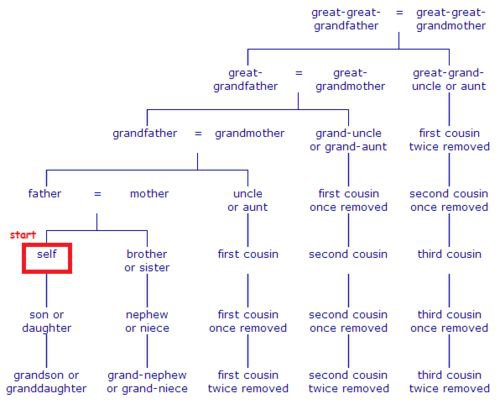 great-great- = great-great-
grandfather grandmother
great- = great- great-grand-
grandfather grandmother uncle or aunt
grandfather = grandmother grand-uncle first cousin
or grand-aunt twice removed
father = mother uncle first cousin second cousin
or aunt once removed once removed
start
self brother first cousin second cousin third cousin
or sister
son or nephew first cousin second cousin third cousin
daughter or niece once removed once removed once removed
grandson or grand-nephew first cousin second cousin third cousin
granddaughter or grand-niece twice removed twice removed twice removed